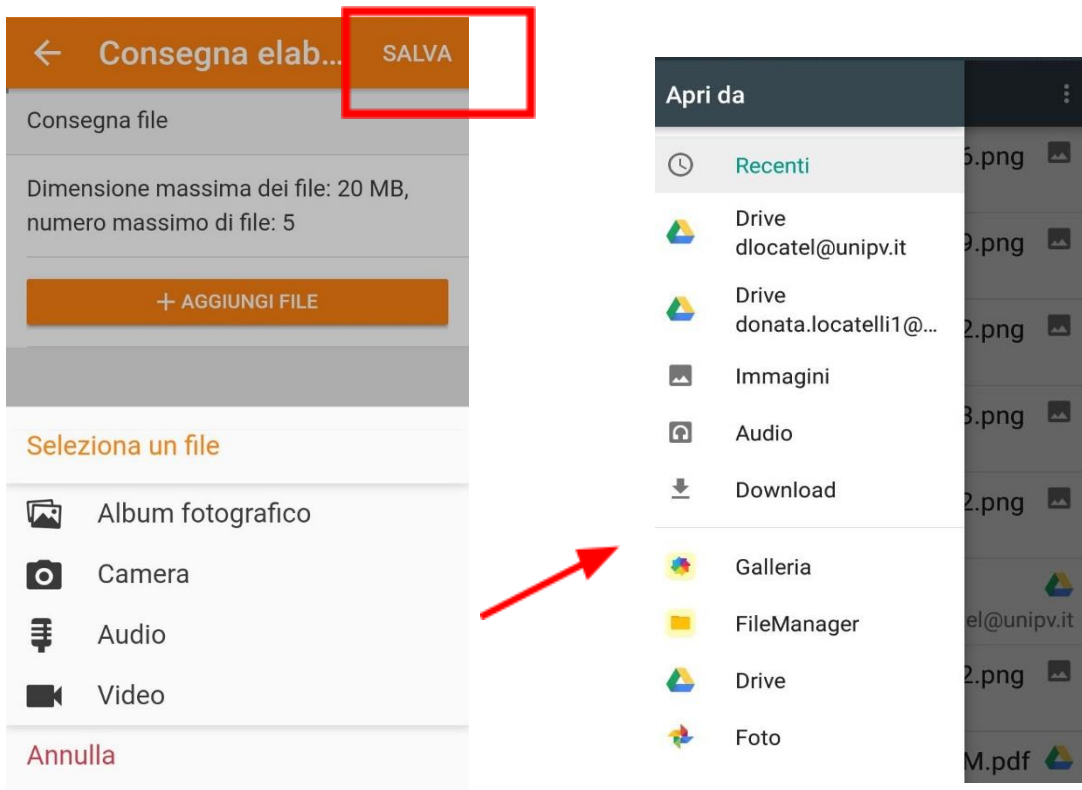 Consegna elab...
SALVA
Consegna file
Dimensione massima dei file: 20 MB,
numero massimo di file: 5
+ AGGIUNGI FILE
Seleziona un file
Album fotografico
Camera
Audio
Video
Annulla
Apri da
Recenti
Drive
dlocatel@unipv.it
Drive
donata.locatelli1@...
Immagini
Audio
Download
Galleria
FileManager
Drive
Foto
6.png
9.png
2.png
3.png
2.png
el@unipv.it
2.png
M.pdf